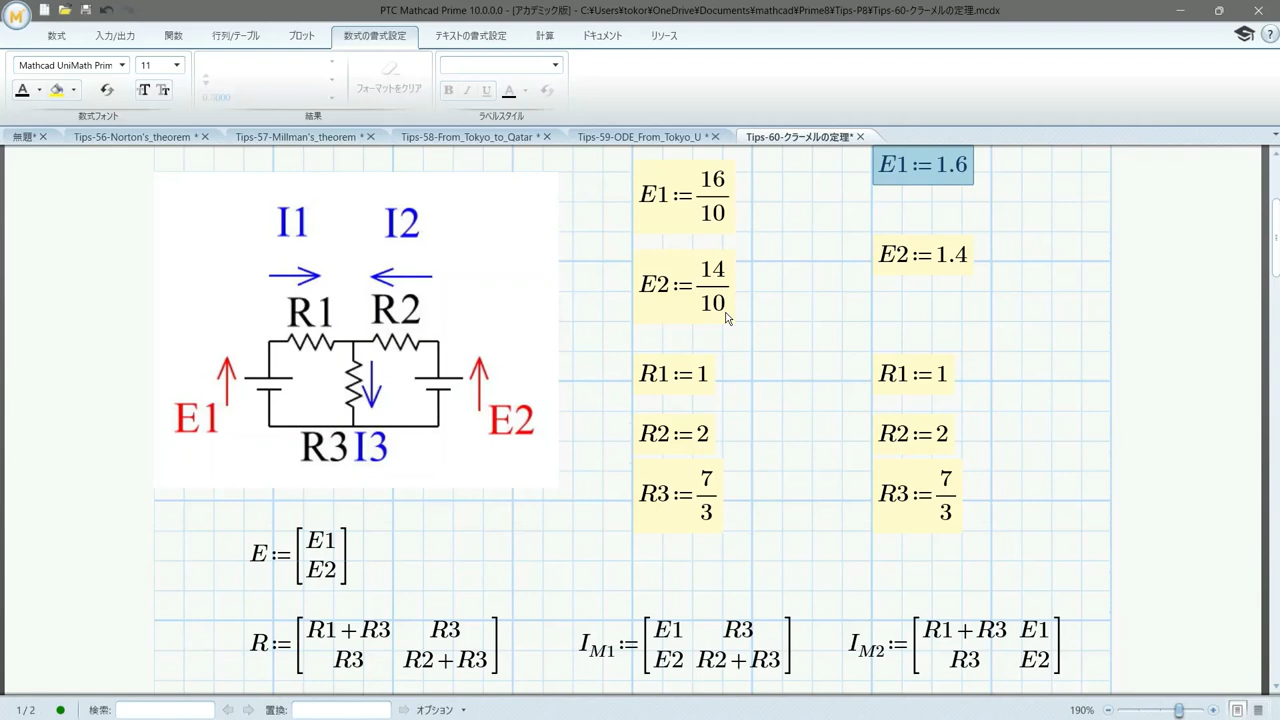 PTC Mathcad Prime 10.0.0.0 - [アカデミック版] - C:¥Users¥tokor¥OneDrive¥Documents¥mathcad¥Prime8¥Tips-P8¥Tips-60-クラーメルの定理.mcdx
数式 入力/出力 関数 行列/テーブル プロット 数式の書式設定 テキストの書式設定 計算 ドキュメント リソース
Mathcad UniMath Prim 11
A
0.5000
フォーマットをクリア
B I U A
数式フォント 結果 ラベルスタイル
無題* Tips-56-Norton's_theorem * Tips-57-Millman's_theorem * Tips-58-From_Tokyo_to_Qatar * Tips-59-ODE_From_Tokyo_U * Tips-60-クラーメルの定理*
I1 I2
R1 R2
E1 E2
R3 I3
E1:=16/10
E2:=14/10
R1:=1
R2:=2
R3:=7/3
E1:=1.6
E2:=1.4
R1:=1
R2:=2
R3:=7/3
E:=[E1
E2]
R:=[R1+R3 R3
R3 R2+R3]
I_M1:=[E1 R3
E2 R2+R3]
I_M2:=[R1+R3 E1
R3 E2]
1 / 2 検索: 置換: オプション 190%